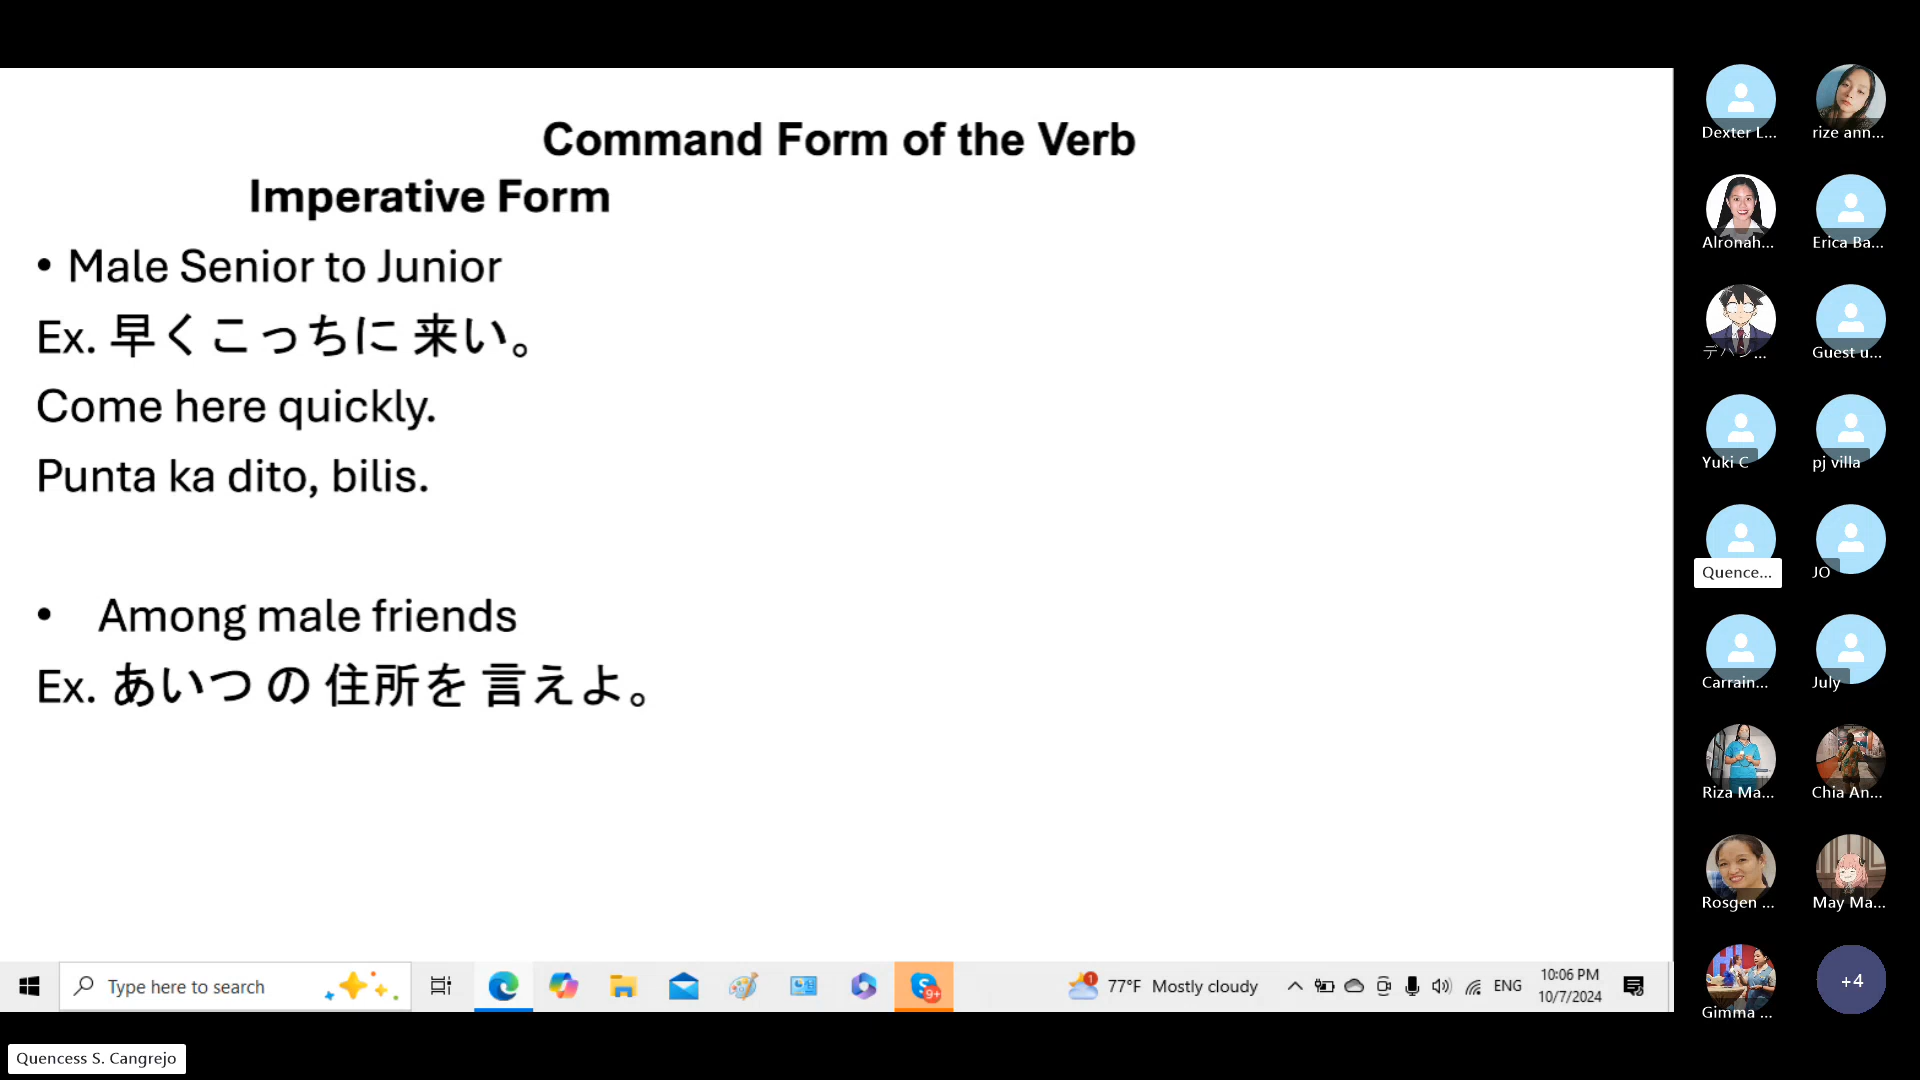 Command Form of the Verb
Imperative Form
• Male Senior to Junior
Ex. 早くこっちに 来い。
Come here quickly.
Punta ka dito, bilis.
• Among male friends
Ex. あいつ の 住所を 言えよ。
Dexter L...
rize ann...
Alronah...
Erica Ba...
デハン...
Guest u...
Yuki C
pj villa
Quence...
JO
Carrain...
July
Riza Ma...
Chia An...
Rosgen ...
May Ma...
Gimma ...
+4
Type here to search
9+
1
77°F Mostly cloudy
ENG
10:06 PM
10/7/2024
Quencess S. Cangrejo